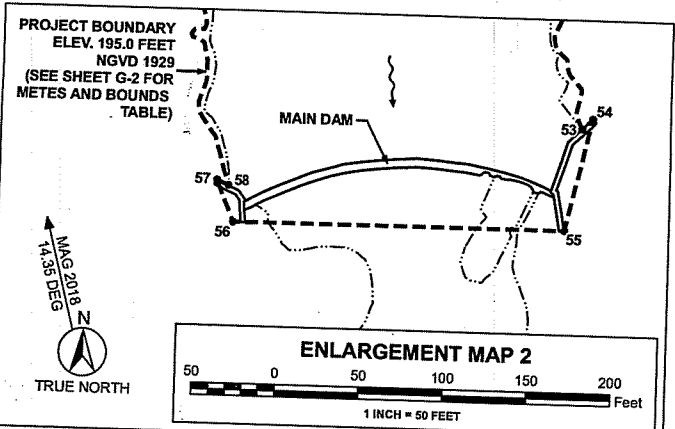 PROJECT BOUNDARY
ELEV. 195.0 FEET
NGVD 1929
(SEE SHEET G-2 FOR
METES AND BOUNDS
TABLE)
MAIN DAM
54
53
57
58
56
55
MAG 2018
14.35 DEG
N
TRUE NORTH
ENLARGEMENT MAP 2
50 0 50 100 150 200
Feet
1 INCH = 50 FEET